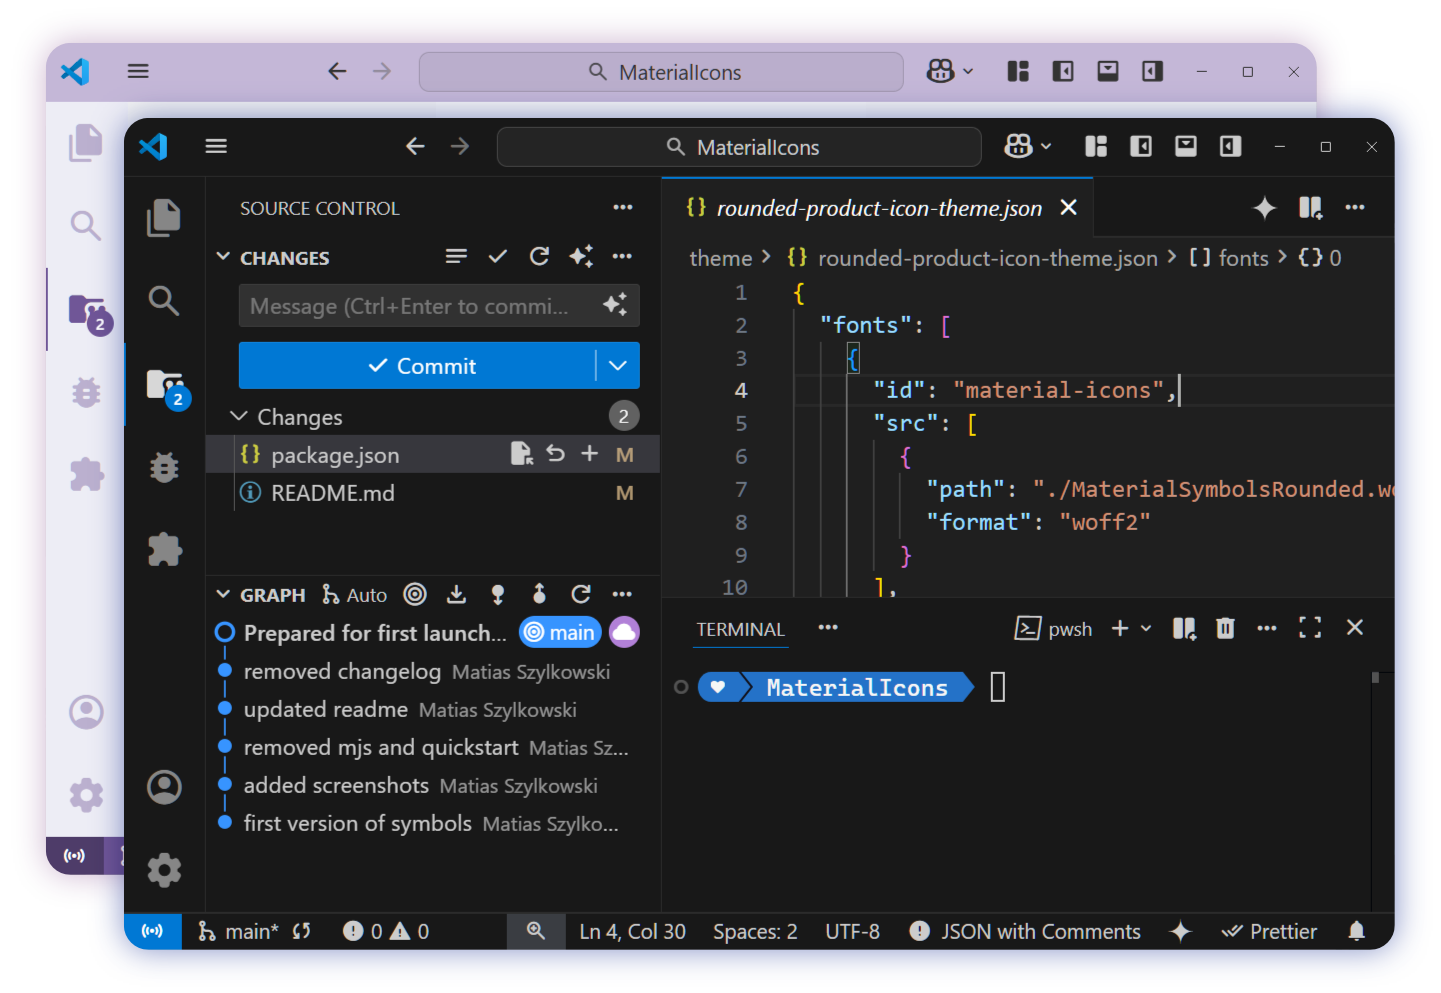 MaterialIcons
2
MaterialIcons
SOURCE CONTROL
CHANGES
Message (Ctrl+Enter to commi...
Commit
Changes 2
package.json M
README.md M
2
GRAPH Auto
Prepared for first launch... main
removed changelog Matias Szylkowski
updated readme Matias Szylkowski
removed mjs and quickstart Matias Sz...
added screenshots Matias Szylkowski
first version of symbols Matias Szylko...
{} rounded-product-icon-theme.json
theme > {} rounded-product-icon-theme.json > [] fonts > {} 0
1 {
2 "fonts": [
3 {
4 "id": "material-icons",
5 "src": [
6 {
7 "path": "./MaterialSymbolsRounded.wo
8 "format": "woff2"
9 }
10 ],
TERMINAL
pwsh
MaterialIcons
main* 0 0 Ln 4, Col 30 Spaces: 2 UTF-8 JSON with Comments Prettier